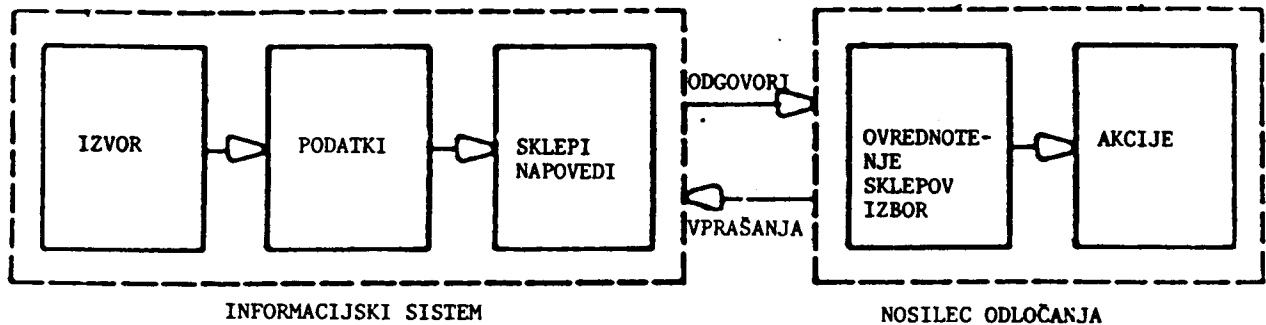 IZVOR
PODATKI
SKLEPI
NAPOVEDI
ODGOVORI
VPRAŠANJA
OVREDNOTE-
NJE
SKLEPOV
IZBOR
AKCIJE
INFORMACIJSKI SISTEM
NOSILEC ODLOČANJA